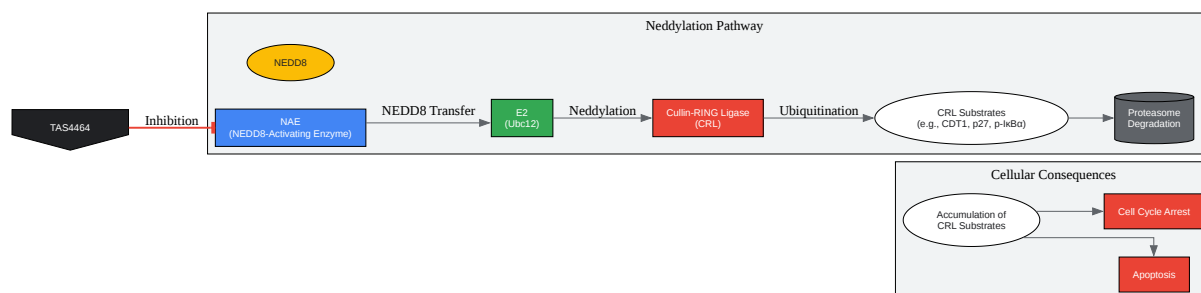 Neddylation Pathway
NEDD8
TAS4464
Inhibition
NAE
(NEDD8-Activating Enzyme)
NEDD8 Transfer
E2
(Ubc12)
Neddylation
Cullin-RING Ligase
(CRL)
Ubiquitination
CRL Substrates
(e.g., CDT1, p27, p-IκBα)
Proteasome
Degradation
Cellular Consequences
Accumulation of
CRL Substrates
Cell Cycle Arrest
Apoptosis